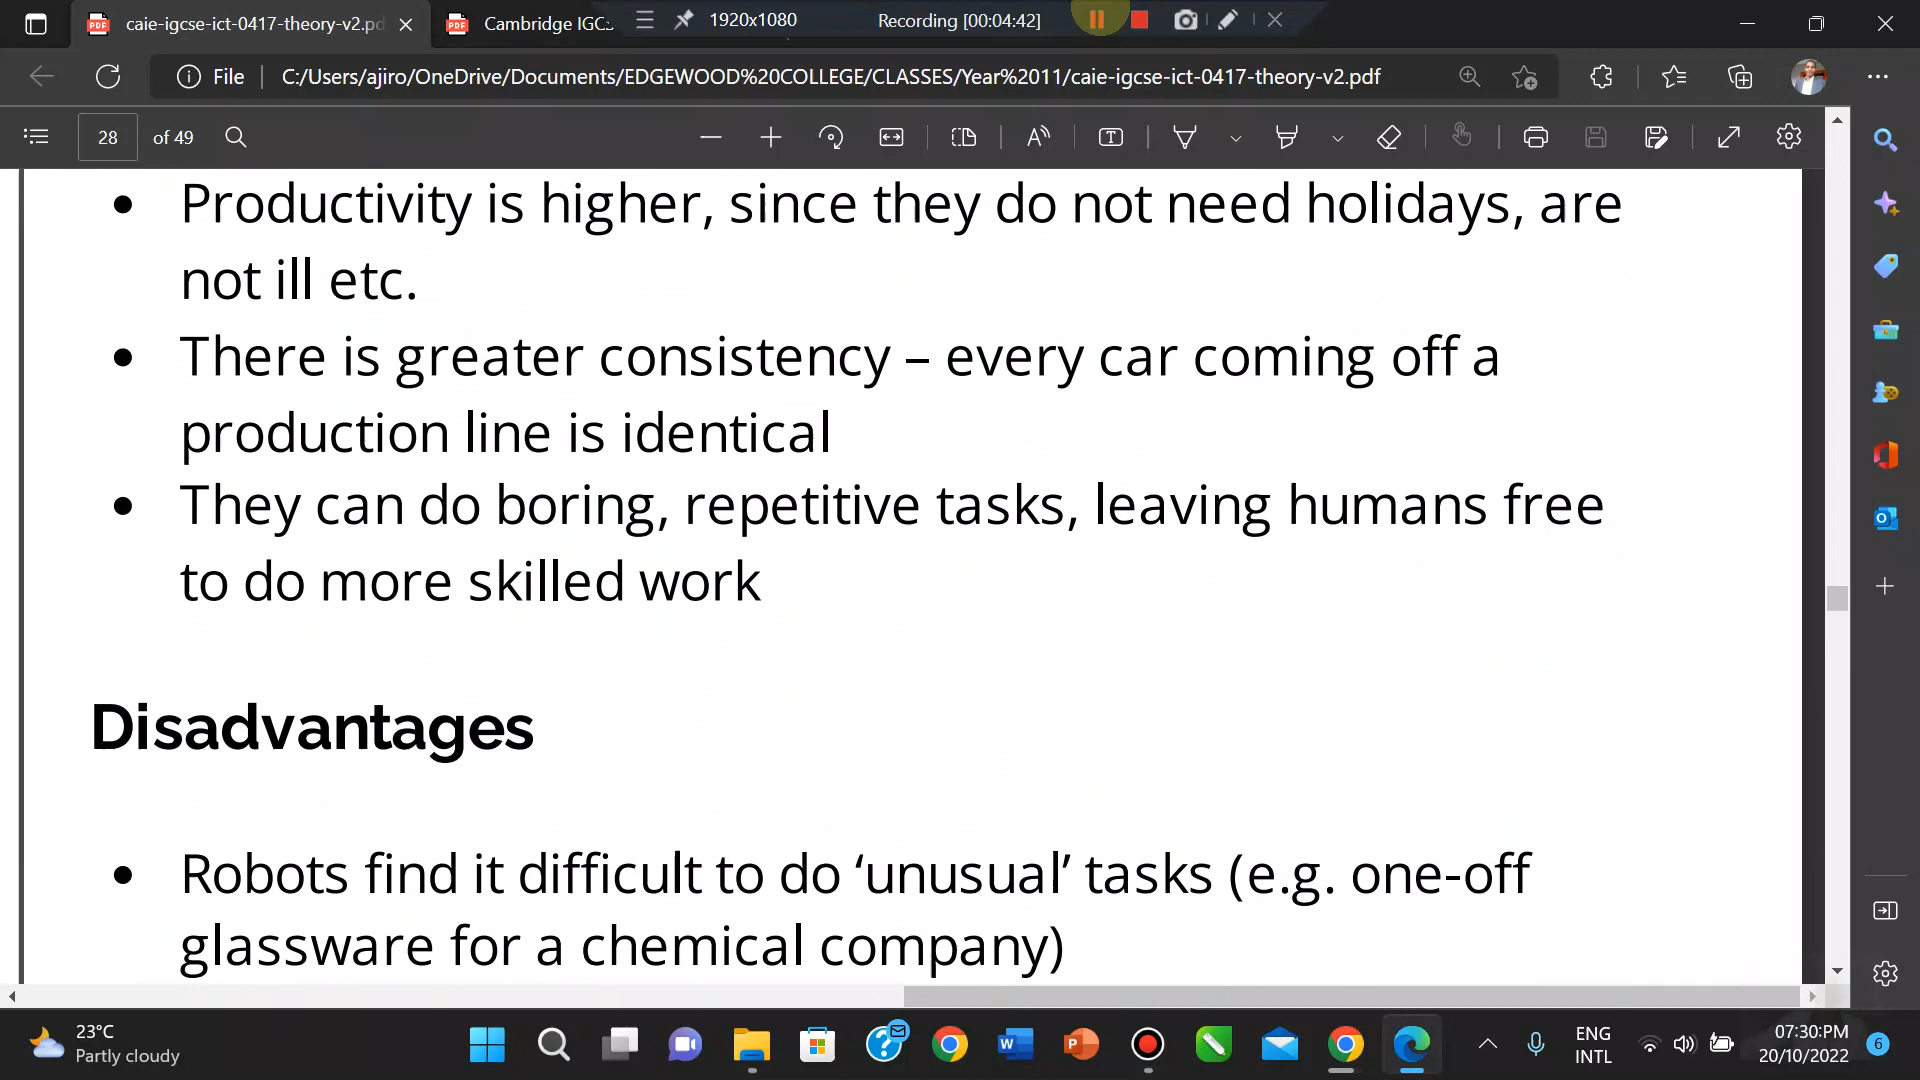 caie-igcse-ict-0417-theory-v2.pd
Cambridge IGC
1920x1080
Recording [00:04:42]
File
C:/Users/ajiro/OneDrive/Documents/EDGEWOOD%20COLLEGE/CLASSES/Year%2011/caie-igcse-ict-0417-theory-v2.pdf
28 of 49
• Productivity is higher, since they do not need holidays, are
not ill etc.
• There is greater consistency – every car coming off a
production line is identical
• They can do boring, repetitive tasks, leaving humans free
to do more skilled work
Disadvantages
• Robots find it difficult to do ‘unusual’ tasks (e.g. one-off
glassware for a chemical company)
23°C
Partly cloudy
ENG
INTL
07:30:PM
20/10/2022
6